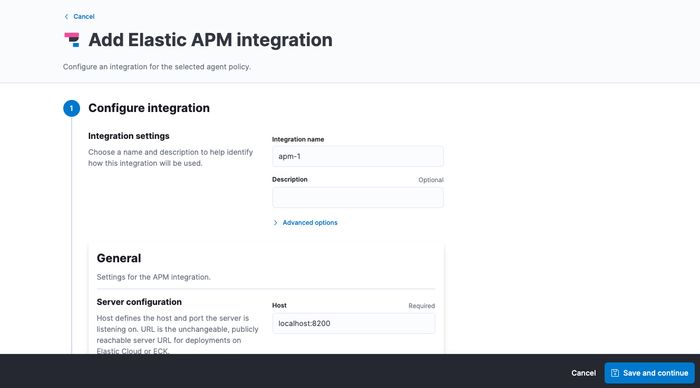 Cancel
Add Elastic APM integration
Configure an integration for the selected agent policy.
1 Configure integration
Integration settings
Choose a name and description to help identify
how this integration will be used.
Integration name
apm-1
Description Optional
Advanced options
General
Settings for the APM integration.
Server configuration
Host defines the host and port the server is
listening on. URL is the unchangeable, publicly
reachable server URL for deployments on
Elastic Cloud or ECK.
Host Required
localhost:8200
Cancel Save and continue